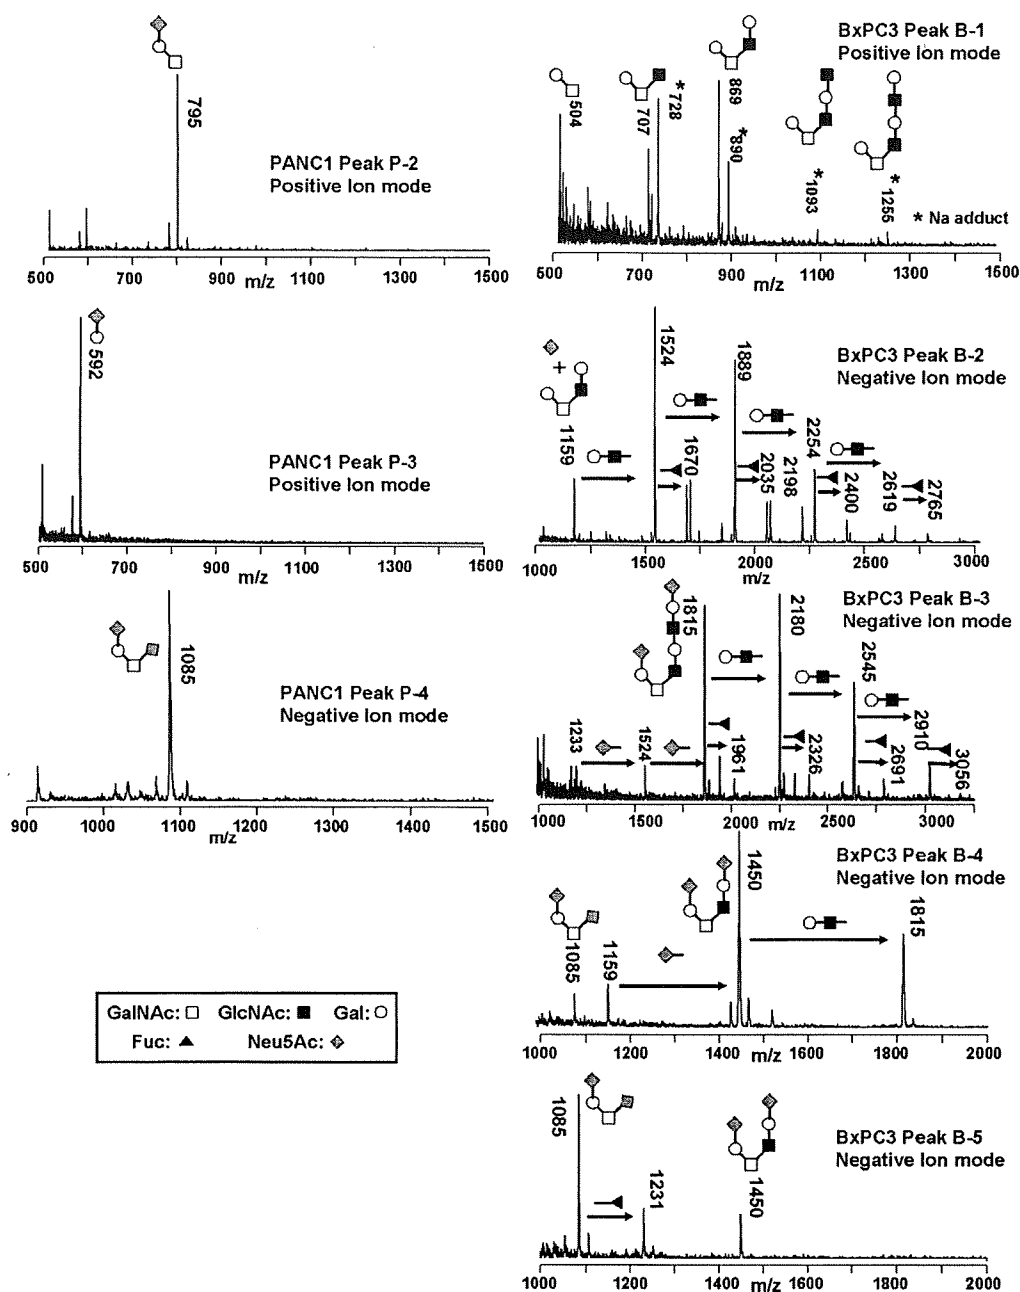 795
PANC1 Peak P-2
Positive Ion mode
500 700 900 1100 1300 1500
m/z
592
PANC1 Peak P-3
Positive Ion mode
500 700 900 1100 1300 1500
m/z
1085
PANC1 Peak P-4
Negative Ion mode
900 1000 1100 1200 1300 1400 1500
m/z
GalNAc: GlcNAc: Gal:
Fuc: Neu5Ac:
BxPC3 Peak B-1
Positive Ion mode
504
707
*728
869
*890
*1093
*1255
* Na adduct
500 700 900 1100 1300 1500
m/z
BxPC3 Peak B-2
Negative Ion mode
+
1159
1524
1670
1889
2035
2198
2254
2400
2619
2765
1000 1500 2000 2500 3000
m/z
BxPC3 Peak B-3
Negative Ion mode
1233
1524
1815
1961
2180
2326
2545
2691
2910
3056
1000 1500 2000 2500 3000
m/z
BxPC3 Peak B-4
Negative Ion mode
1085
1159
1450
1815
1000 1200 1400 1600 1800 2000
m/z
BxPC3 Peak B-5
Negative Ion mode
1085
1231
1450
1000 1200 1400 1600 1800 2000
m/z